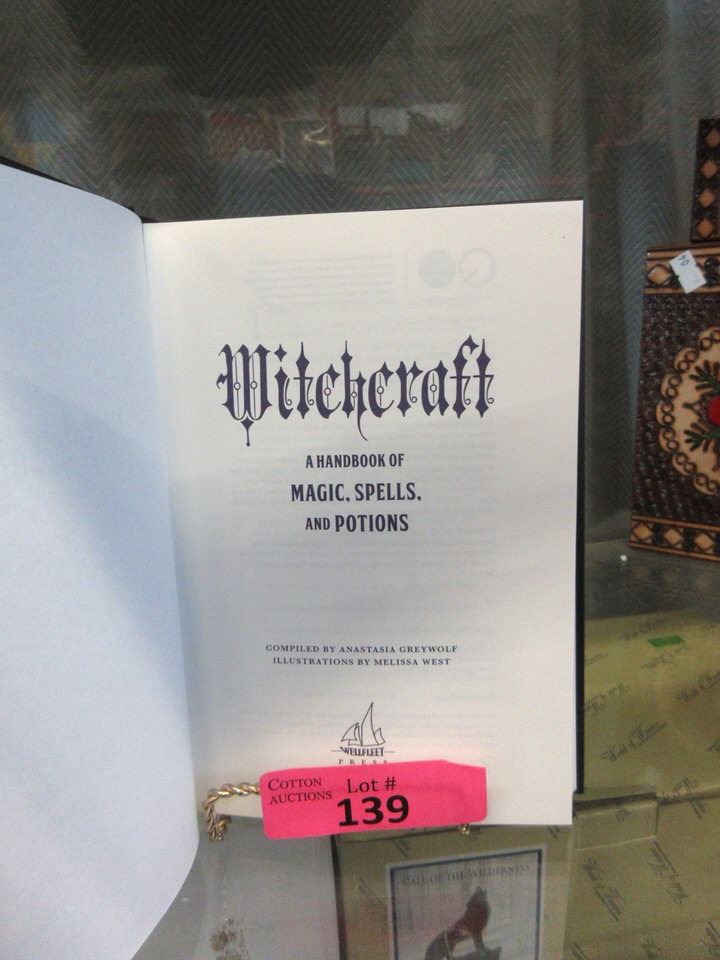 Witchcraft
A HANDBOOK OF
MAGIC, SPELLS,
AND POTIONS
COMPILED BY ANASTASIA GREYWOLF
ILLUSTRATIONS BY MELISSA WEST
WELLFLEET
PRESS
COTTON
AUCTIONS
Lot #
139
CALL OF THE WILDERNESS